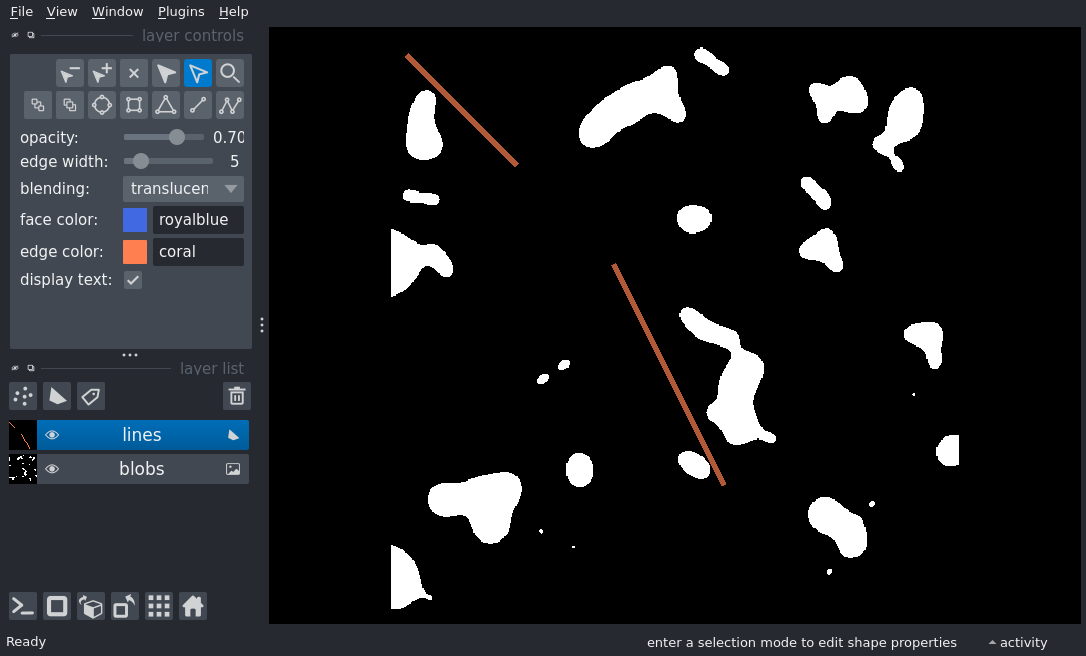 File View Window Plugins Help
layer controls
opacity: 0.70
edge width: 5
blending: translucen
face color: royalblue
edge color: coral
display text:
layer list
lines
blobs
Ready enter a selection mode to edit shape properties activity